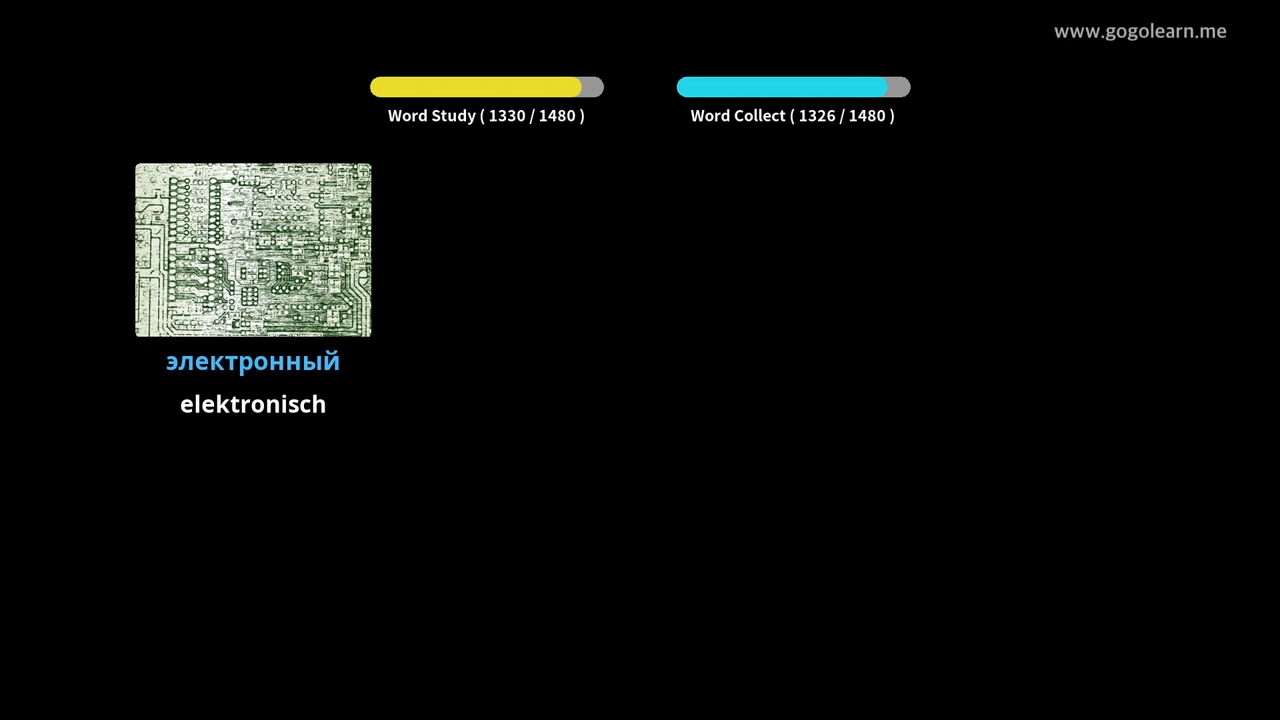 www.gogolearn.me
Word Study ( 1330 / 1480 )
Word Collect ( 1326 / 1480 )
электронный
elektronisch